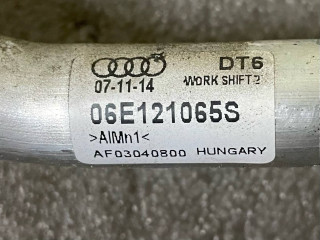 DT6
07-11-14 WORK SHIFT 2
06E121065S
>AlMn1<
AF03040800 HUNGARY